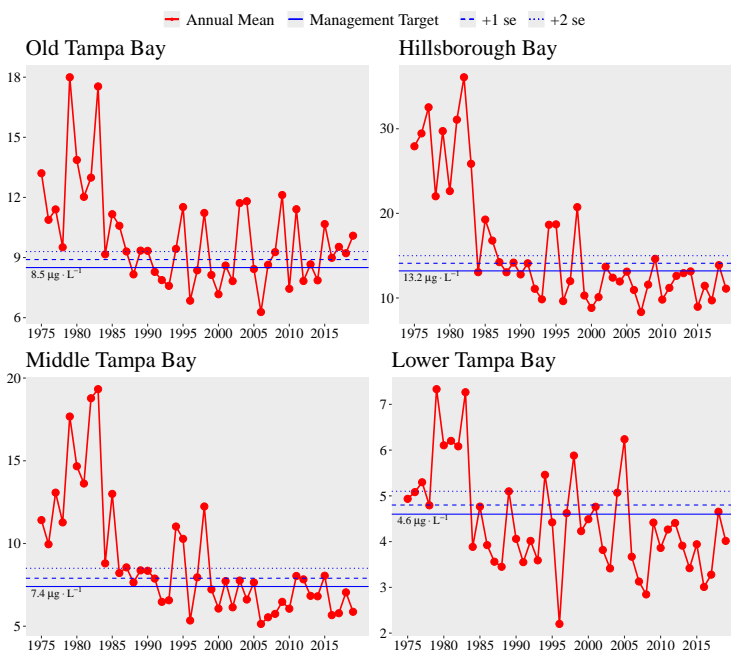 Annual Mean Management Target +1 se +2 se
Old Tampa Bay
18
15
12
9
6
8.5 µg · L⁻¹
1975 1980 1985 1990 1995 2000 2005 2010 2015
Hillsborough Bay
30
20
10
13.2 µg · L⁻¹
1975 1980 1985 1990 1995 2000 2005 2010 2015
Middle Tampa Bay
20
15
10
5
7.4 µg · L⁻¹
1975 1980 1985 1990 1995 2000 2005 2010 2015
Lower Tampa Bay
7
6
5
4
3
2
4.6 µg · L⁻¹
1975 1980 1985 1990 1995 2000 2005 2010 2015